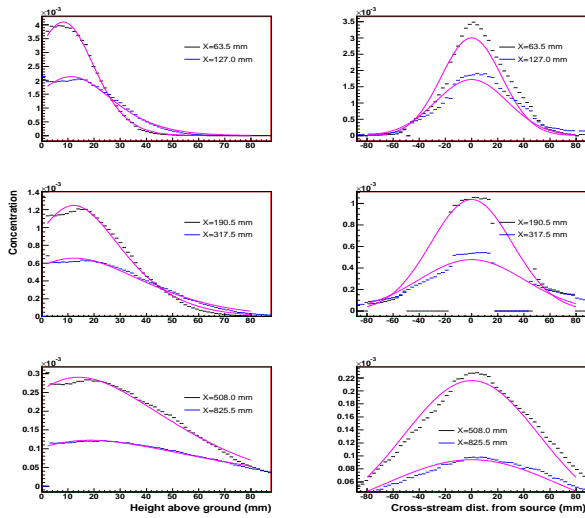 ×10⁻³
4
3.5
3
2.5
2
1.5
1
0.5
0
X=63.5 mm
X=127.0 mm
0 10 20 30 40 50 60 70 80
×10⁻³
3.5
3
2.5
2
1.5
1
0.5
0
X=63.5 mm
X=127.0 mm
-80 -60 -40 -20 0 20 40 60 80
Concentration
×10⁻³
1.4
1.2
1
0.8
0.6
0.4
0.2
0
X=190.5 mm
X=317.5 mm
0 10 20 30 40 50 60 70 80
×10⁻³
1
0.8
0.6
0.4
0.2
0
X=190.5 mm
X=317.5 mm
-80 -60 -40 -20 0 20 40 60 80
×10⁻³
0.3
0.25
0.2
0.15
0.1
0.05
0
X=508.0 mm
X=825.5 mm
0 10 20 30 40 50 60 70 80
Height above ground (mm)
×10⁻³
0.22
0.2
0.18
0.16
0.14
0.12
0.1
0.08
0.06
X=508.0 mm
X=825.5 mm
-80 -60 -40 -20 0 20 40 60 80
Cross-stream dist. from source (mm)